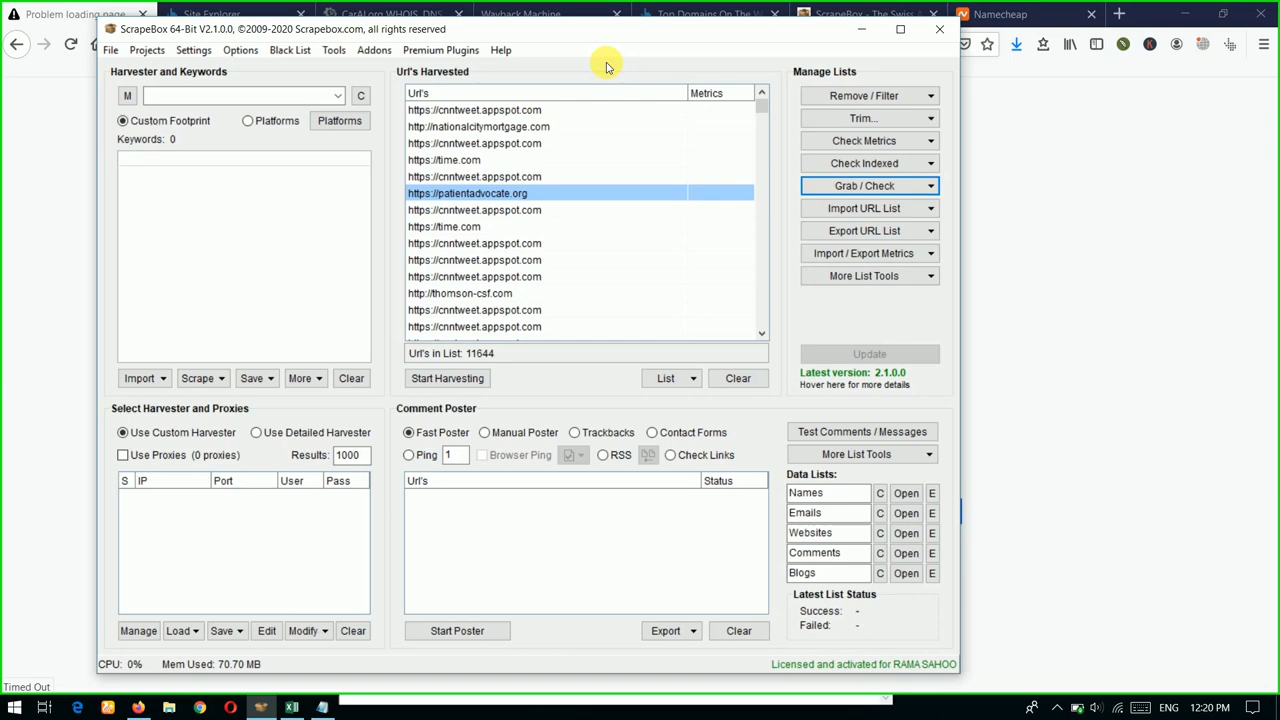 Problem loading page
Site Explorer
CarAI.org WHOIS, DNS
Wayback Machine
Top Domains On The W
ScrapeBox - The Swiss A
Namecheap
ScrapeBox 64-Bit V2.1.0.0, ©2009-2020 Scrapebox.com, all rights reserved
File Projects Settings Options Black List Tools Addons Premium Plugins Help
Harvester and Keywords
M
C
Custom Footprint
Platforms
Platforms
Keywords: 0
Import
Scrape
Save
More
Clear
Url's Harvested
Url's Metrics
https://cnntweet.appspot.com
http://nationalcitymortgage.com
https://cnntweet.appspot.com
https://time.com
https://cnntweet.appspot.com
https://patientadvocate.org
https://cnntweet.appspot.com
https://time.com
https://cnntweet.appspot.com
https://cnntweet.appspot.com
https://cnntweet.appspot.com
http://thomson-csf.com
https://cnntweet.appspot.com
https://cnntweet.appspot.com
Url's in List: 11644
Start Harvesting
List
Clear
Manage Lists
Remove / Filter
Trim...
Check Metrics
Check Indexed
Grab / Check
Import URL List
Export URL List
Import / Export Metrics
More List Tools
Update
Latest version: 2.1.0.0
Hover here for more details
Select Harvester and Proxies
Use Custom Harvester
Use Detailed Harvester
Use Proxies (0 proxies)
Results: 1000
S IP Port User Pass
Manage
Load
Save
Edit
Modify
Clear
Comment Poster
Fast Poster
Manual Poster
Trackbacks
Contact Forms
Ping 1
Browser Ping
RSS
Check Links
Url's Status
Start Poster
Export
Clear
Test Comments / Messages
More List Tools
Data Lists:
Names C Open E
Emails C Open E
Websites C Open E
Comments C Open E
Blogs C Open E
Latest List Status
Success: -
Failed: -
CPU: 0% Mem Used: 70.70 MB
Licensed and activated for RAMA SAHOO
Timed Out
ENG
12:20 PM